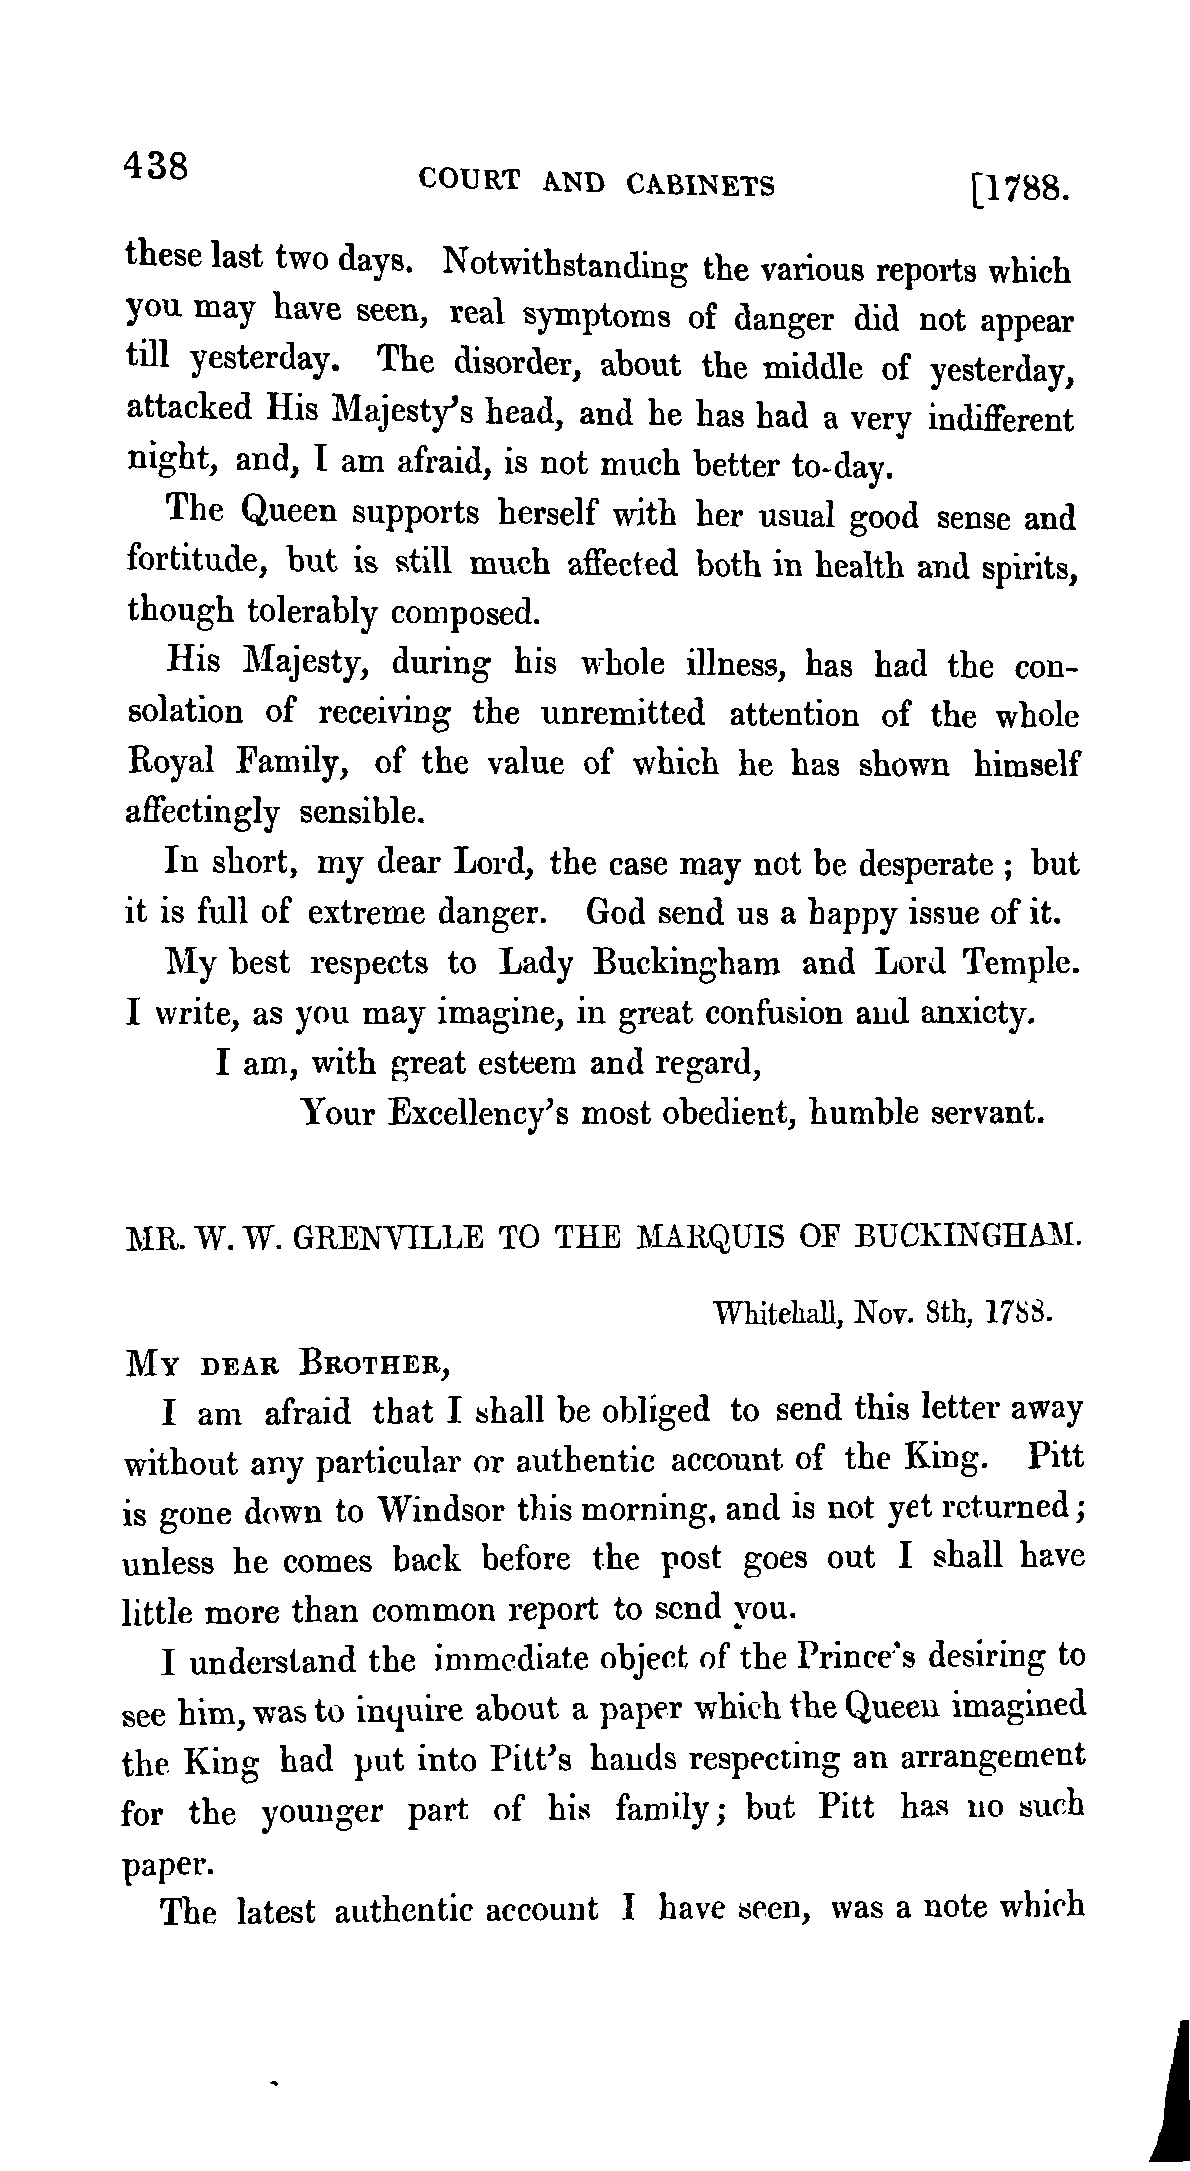 438
COURT AND CABINETS
[1788.
these last two days. Notwithstanding the various reports which
you may have seen, real symptoms of danger did not appear
till yesterday. The disorder, about the middle of yesterday,
attacked His Majesty's head, and he has had a very indifferent
night, and, I am afraid, is not much better to-day.
The Queen supports herself with her usual good sense and
fortitude, but is still much affected both in health and spirits,
though tolerably composed.
His Majesty, during his whole illness, has had the con-
solation of receiving the unremitted attention of the whole
Royal Family, of the value of which he has shown himself
affectingly sensible.
In short, my dear Lord, the case may not be desperate ; but
it is full of extreme danger. God send us a happy issue of it.
My best respects to Lady Buckingham and Lord Temple.
I write, as you may imagine, in great confusion and anxiety.
I am, with great esteem and regard,
Your Excellency's most obedient, humble servant.
MR. W. W. GRENVILLE TO THE MARQUIS OF BUCKINGHAM.
Whitehall, Nov. 8th, 1788.
MY DEAR BROTHER,
I am afraid that I shall be obliged to send this letter away
without any particular or authentic account of the King. Pitt
is gone down to Windsor this morning, and is not yet returned;
unless he comes back before the post goes out I shall have
little more than common report to send you.
I understand the immediate object of the Prince's desiring to
see him, was to inquire about a paper which the Queen imagined
the King had put into Pitt's hands respecting an arrangement
for the younger part of his family; but Pitt has no such
paper.
The latest authentic account I have seen, was a note which